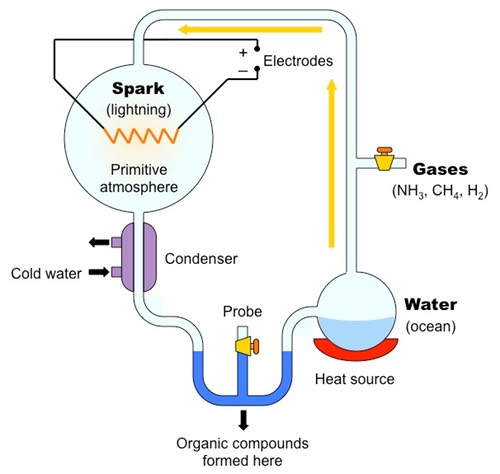 +
Electrodes
–
Spark
(lightning)
Primitive
atmosphere
Gases
(NH₃, CH₄, H₂)
Condenser
Cold water
Probe
Water
(ocean)
Heat source
Organic compounds
formed here